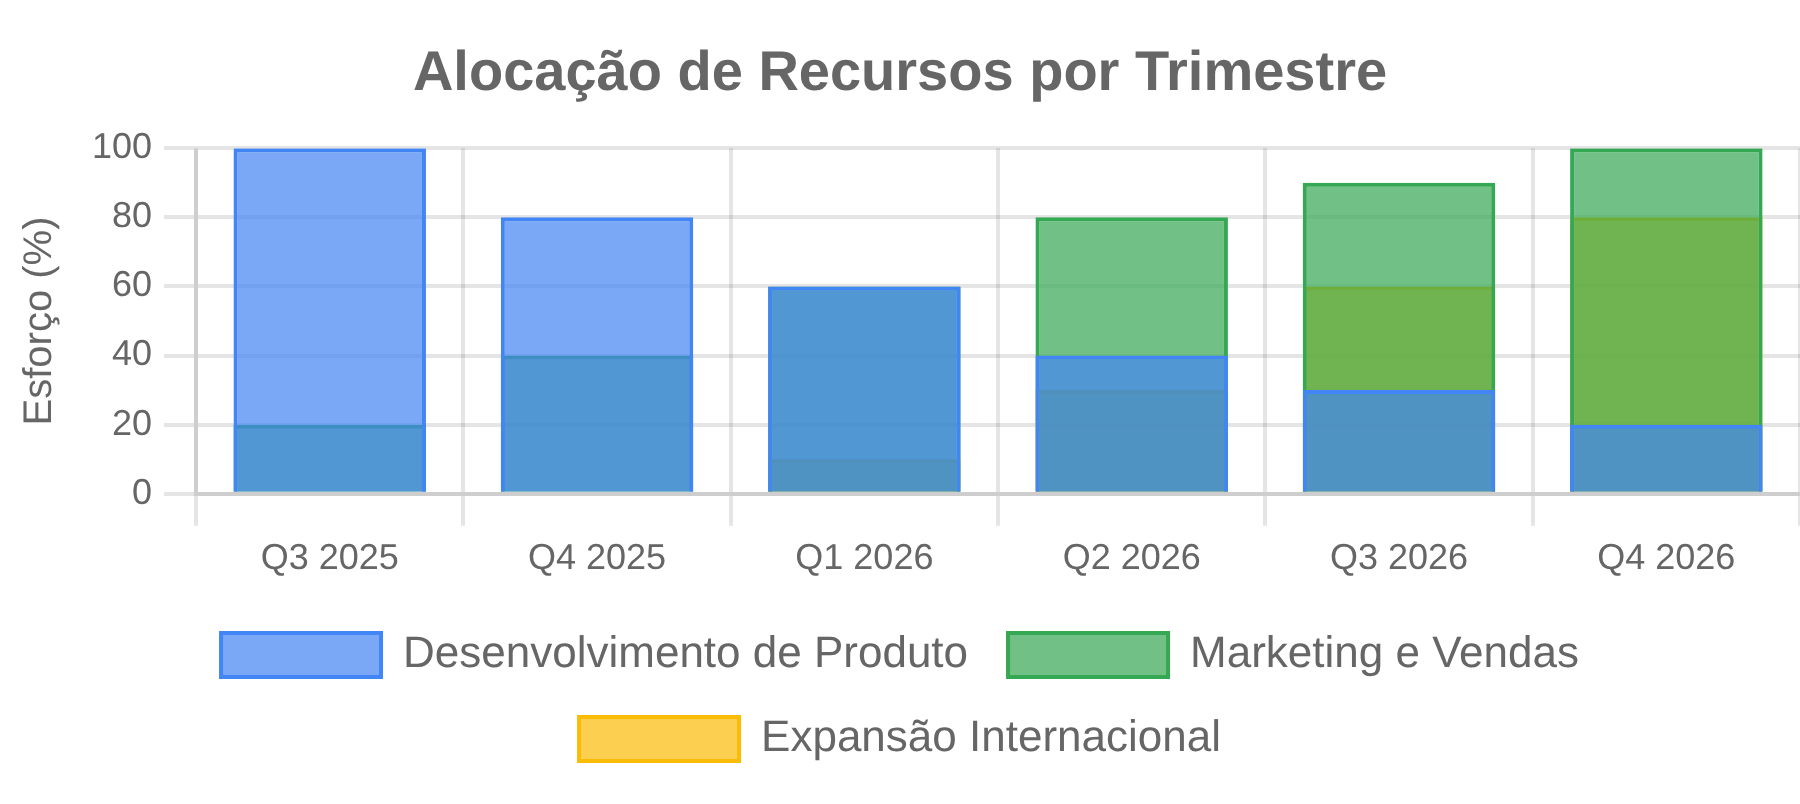 Alocação de Recursos por Trimestre
Esforço (%)
100
80
60
40
20
0
Q3 2025 Q4 2025 Q1 2026 Q2 2026 Q3 2026 Q4 2026
Desenvolvimento de Produto Marketing e Vendas
Expansão Internacional